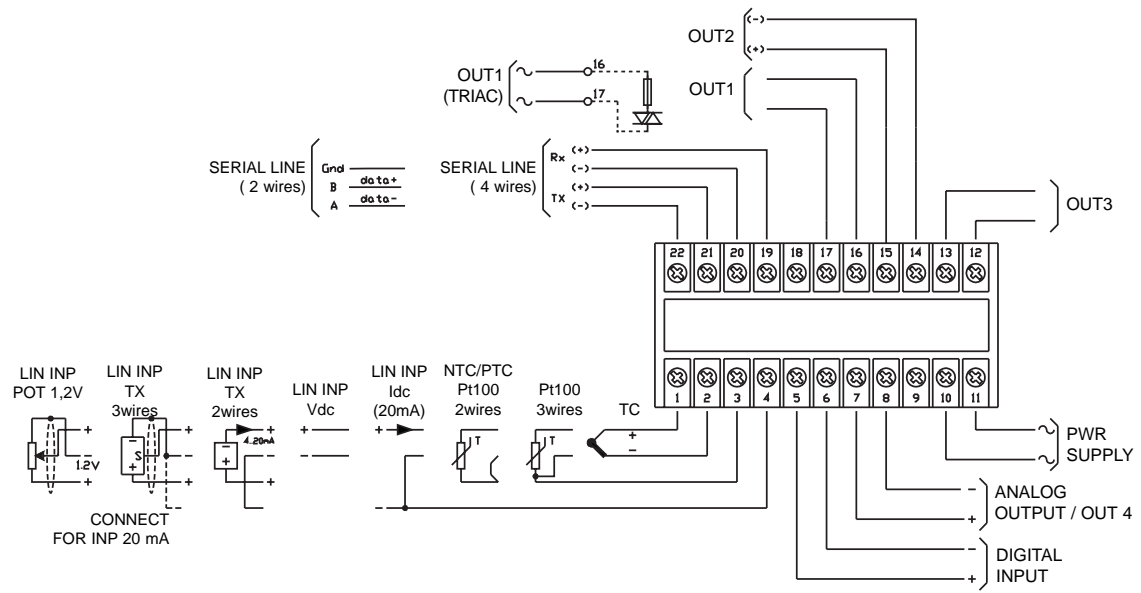 OUT2
(-)
(+)
OUT1
(TRIAC)
16
17
OUT1
SERIAL LINE
( 2 wires)
Gnd
B data+
A data-
SERIAL LINE
( 4 wires)
Rx (+)
(-)
(+)
TX (-)
OUT3
22 21 20 19 18 17 16 15 14 13 12
1 2 3 4 5 6 7 8 9 10 11
LIN INP
POT 1,2V
+
-
1.2V
+
LIN INP
TX
3wires
-
S
+
+
-
+
-
CONNECT
FOR INP 20 mA
LIN INP
TX
2wires
-
+
+
4..20mA
-
+
-
LIN INP
Vdc
+
-
LIN INP
Idc
(20mA)
+
-
NTC/PTC
Pt100
2wires
T
Pt100
3wires
T
TC
+
-
PWR
SUPPLY
-
+
ANALOG
OUTPUT / OUT 4
-
+
DIGITAL
INPUT